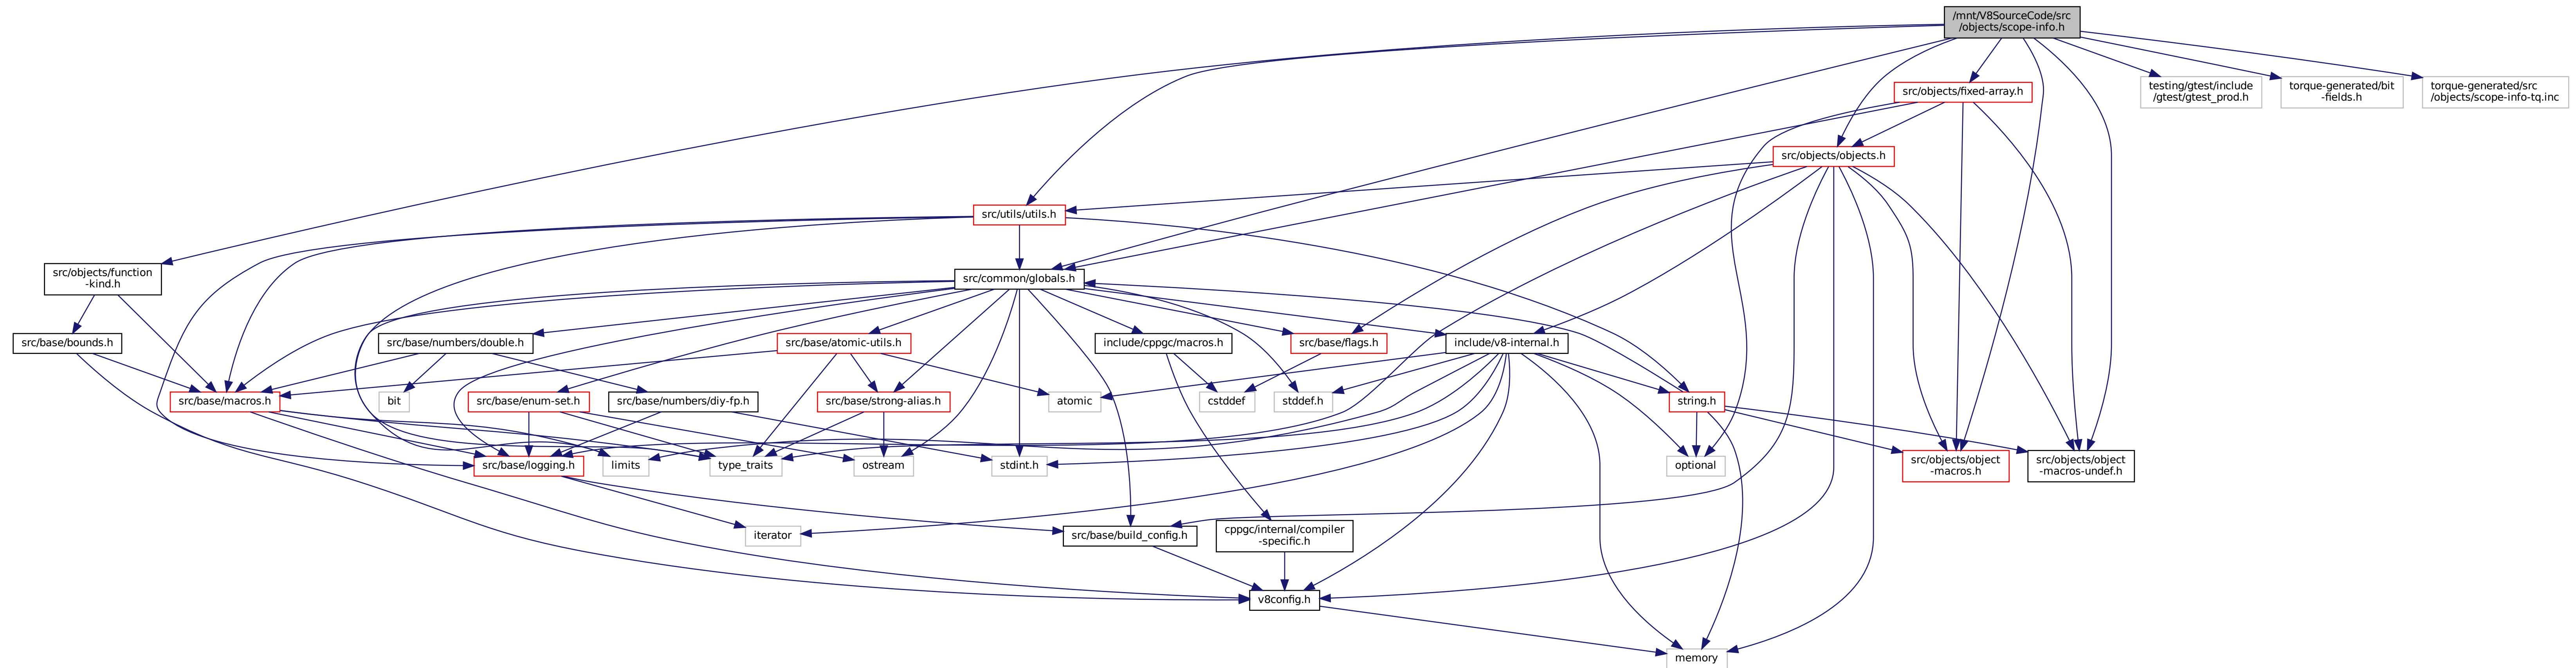 /mnt/V8SourceCode/src
/objects/scope-info.h
src/objects/fixed-array.h
testing/gtest/include
/gtest/gtest_prod.h
torque-generated/bit
-fields.h
torque-generated/src
/objects/scope-info-tq.inc
src/objects/objects.h
src/utils/utils.h
src/objects/function
-kind.h
src/common/globals.h
src/base/bounds.h
src/base/numbers/double.h
src/base/atomic-utils.h
include/cppgc/macros.h
src/base/flags.h
include/v8-internal.h
src/base/macros.h
bit
src/base/enum-set.h
src/base/numbers/diy-fp.h
src/base/strong-alias.h
atomic
cstddef
stddef.h
string.h
src/base/logging.h
limits
type_traits
ostream
stdint.h
optional
src/objects/object
-macros.h
src/objects/object
-macros-undef.h
iterator
src/base/build_config.h
cppgc/internal/compiler
-specific.h
v8config.h
memory